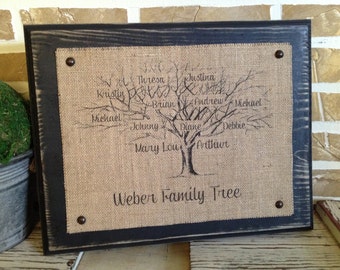 Theresa Justina
Kristin
Brian Andrew
Michael Michael
Johnny Diane Debbie
Mary Lou Arthur
Weber Family Tree